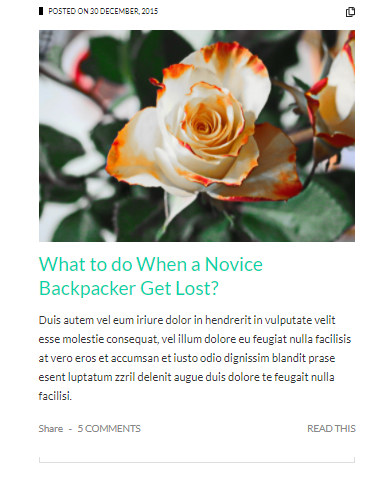 POSTED ON 30 DECEMBER, 2015
What to do When a Novice
Backpacker Get Lost?
Duis autem vel eum iriure dolor in hendrerit in vulputate velit
esse molestie consequat, vel illum dolore eu feugiat nulla facilisis
at vero eros et accumsan et iusto odio dignissim blandit prase
esent luptatum zzril delenit augue duis dolore te feugait nulla
facilisi.
Share - 5 COMMENTS READ THIS